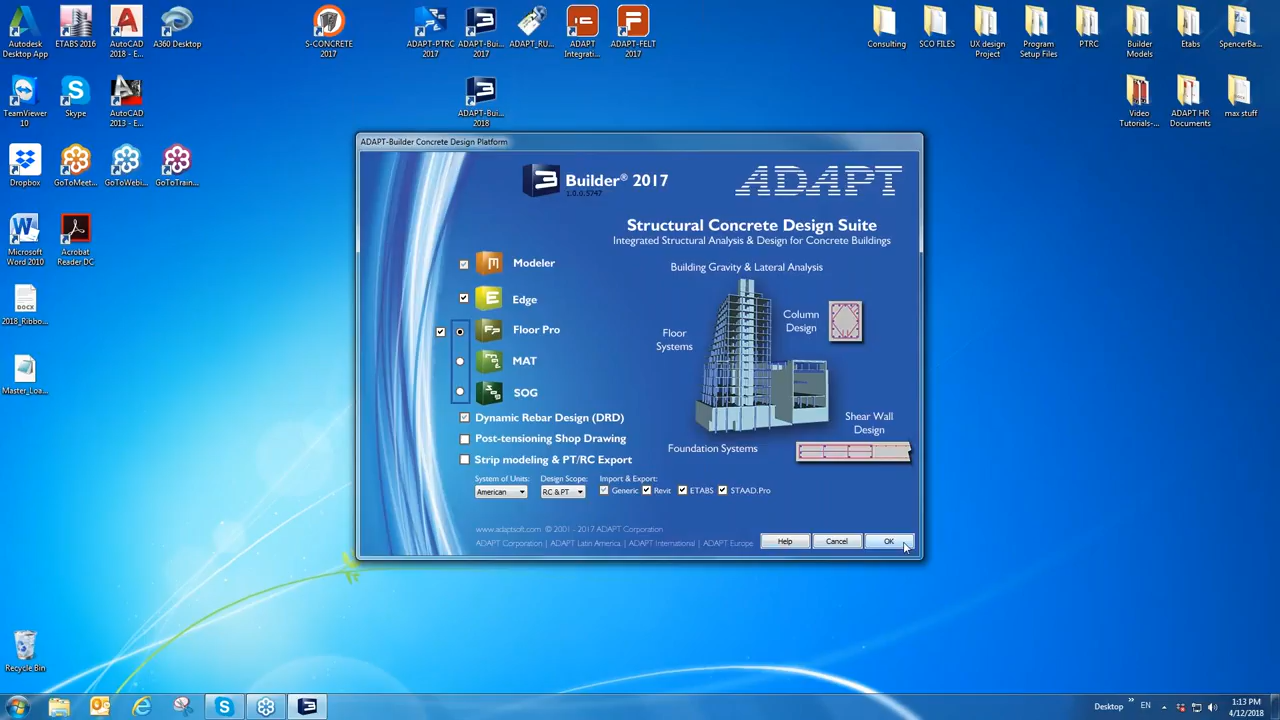 Autodesk
Desktop App
ETABS 2016
AutoCAD
2018 - E...
A360 Desktop
S-CONCRETE
2017
ADAPT-PTRC
2017
ADAPT-Bui...
2017
ADAPT_RU...
ADAPT
Integrati...
ADAPT-FELT
2017
Consulting
SCO FILES
UX design
Project
Program
Setup Files
PTRC
Builder
Models
Etabs
SpencerBa...
TeamViewer
10
Skype
AutoCAD
2013 - E...
ADAPT-Bui...
2018
Video
Tutorials-...
ADAPT HR
Documents
max stuff
Dropbox
GoToMeet...
GoToWebi...
GoToTrain...
Microsoft
Word 2010
Acrobat
Reader DC
DOCX
2018_Ribbo...
Master_Loa...
Recycle Bin
ADAPT-Builder Concrete Design Platform
Builder® 2017
1.0.0.5747
ADAPT
Structural Concrete Design Suite
Integrated Structural Analysis & Design for Concrete Buildings
Modeler
Edge
Floor Pro
MAT
SOG
Dynamic Rebar Design (DRD)
Post-tensioning Shop Drawing
Strip modeling & PT/RC Export
Building Gravity & Lateral Analysis
Floor
Systems
Column
Design
Shear Wall
Design
Foundation Systems
System of Units:
American
Design Scope:
RC & PT
Import & Export:
Generic
Revit
ETABS
STAAD.Pro
www.adaptsoft.com © 2001 - 2017 ADAPT Corporation
ADAPT Corporation | ADAPT Latin America | ADAPT International | ADAPT Europe
Help
Cancel
OK
Desktop
EN
1:13 PM
4/12/2018